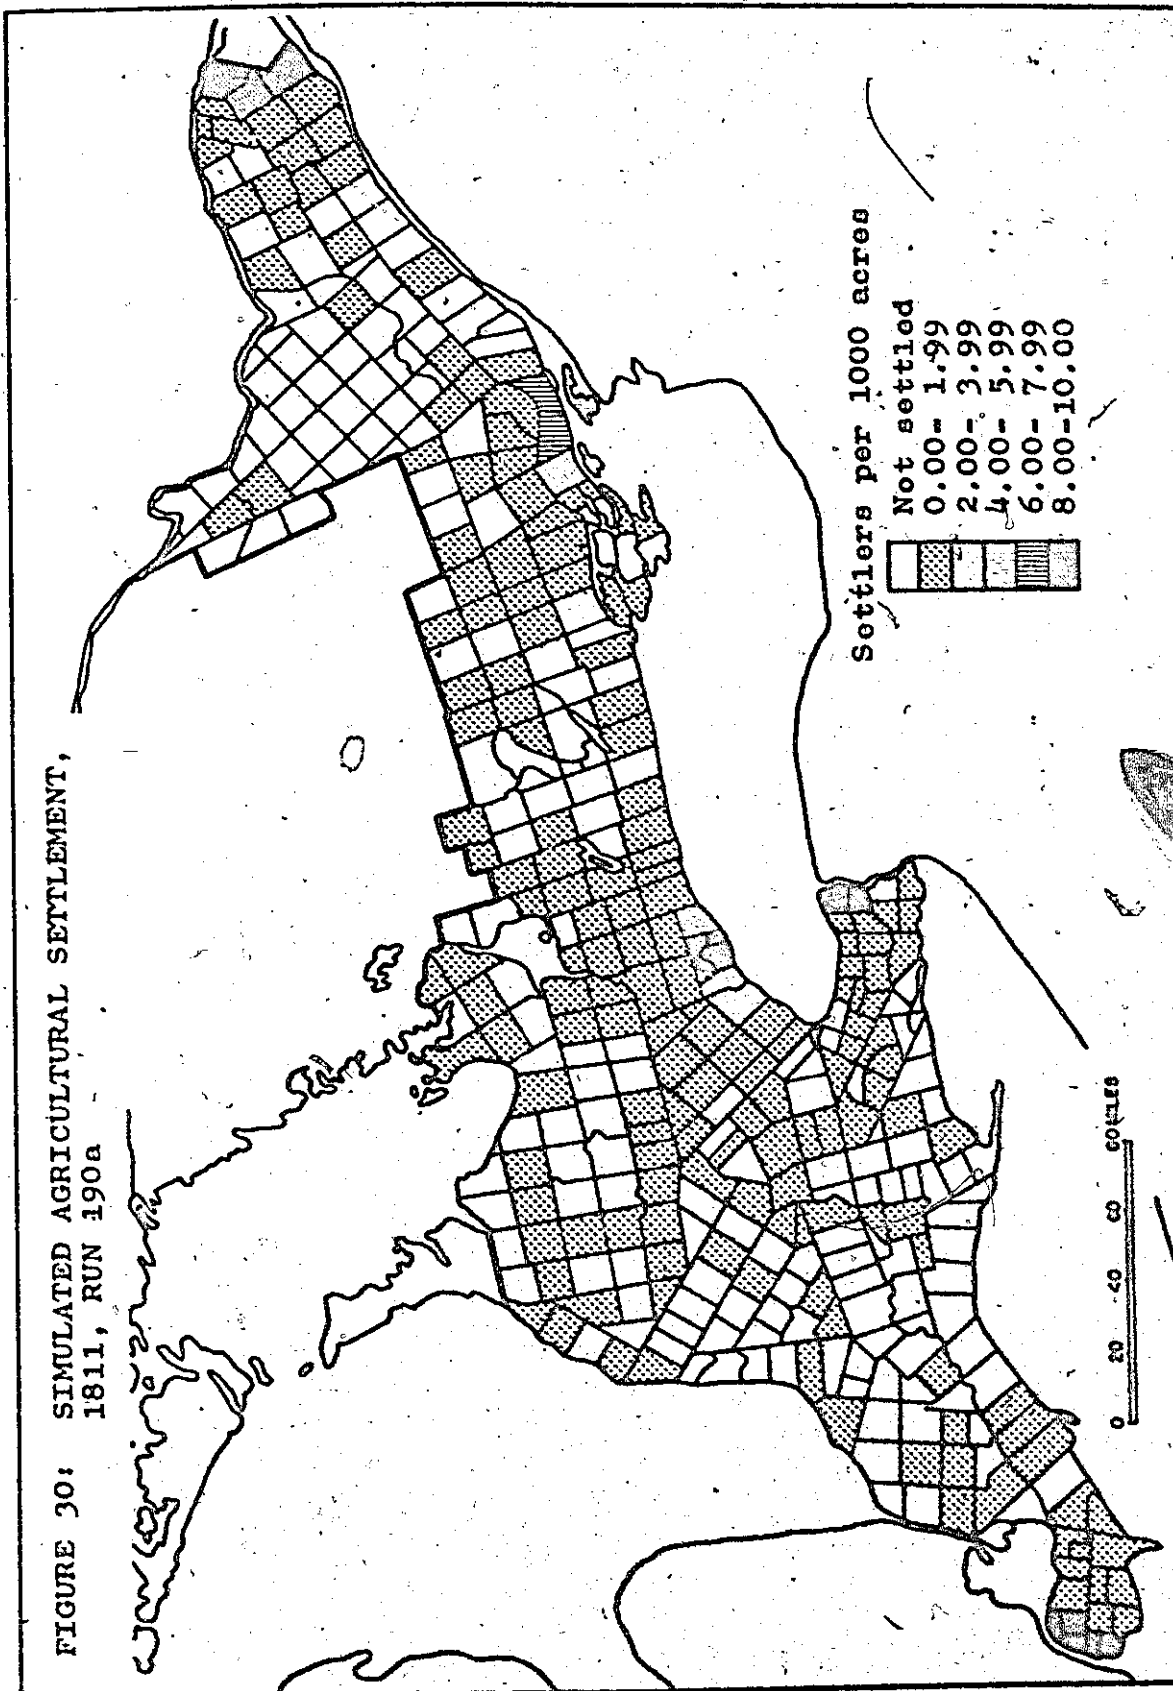 FIGURE 30: SIMULATED AGRICULTURAL SETTLEMENT,
1811, RUN 190a
Settlers per 1000 acres
Not settled
0.00- 1.99
2.00- 3.99
4.00- 5.99
6.00- 7.99
8.00-10.00
0 20 40 60 80 MILES